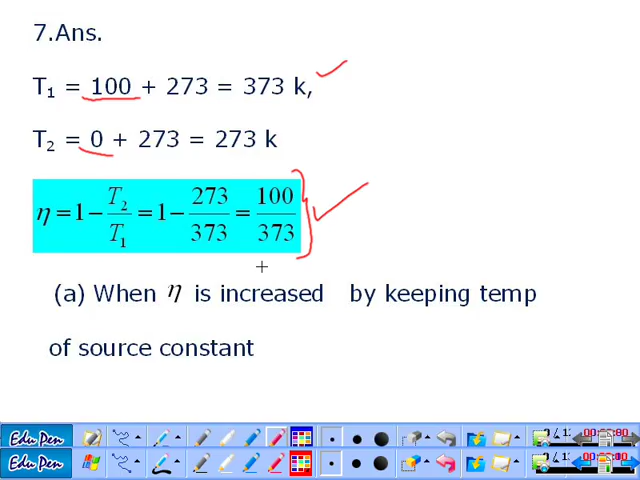 7.Ans.
T₁ = 100 + 273 = 373 k,
T₂ = 0 + 273 = 273 k
η = 1 − T₂/T₁ = 1 − 273/373 = 100/373
(a) When η is increased by keeping temp
of source constant
Edu Pen
Edu Pen